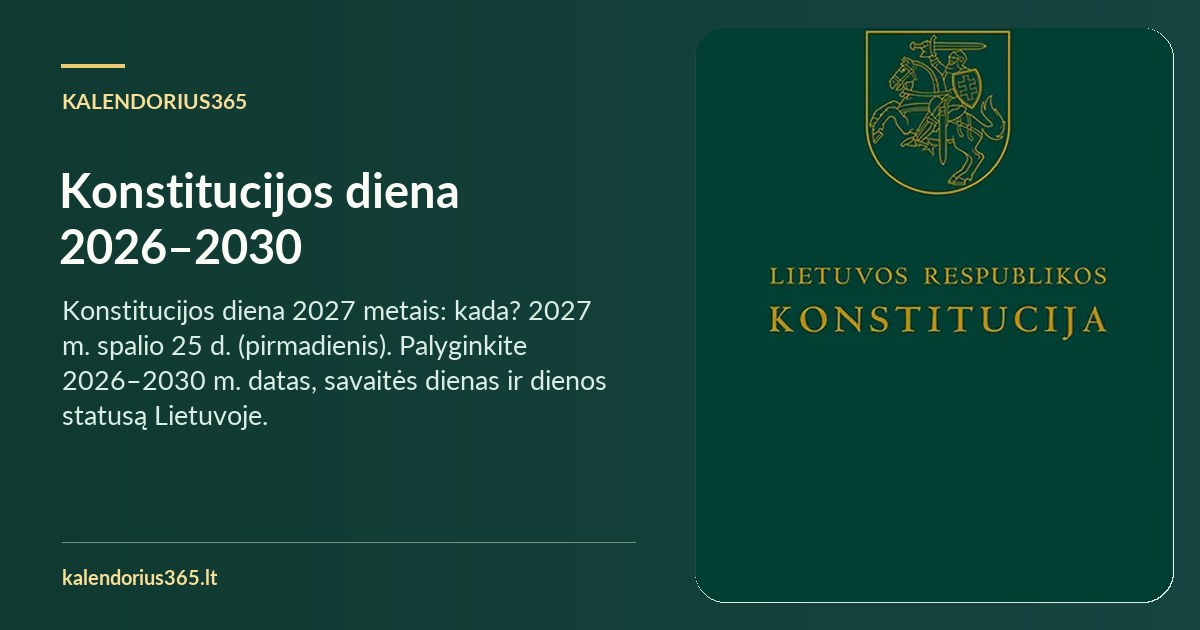 KALENDORIUS365
Konstitucijos diena
2026–2030
Konstitucijos diena 2027 metais: kada? 2027
m. spalio 25 d. (pirmadienis). Palyginkite
2026–2030 m. datas, savaitės dienas ir dienos
statusą Lietuvoje.
kalendorius365.lt
LIETUVOS RESPUBLIKOS
KONSTITUCIJA